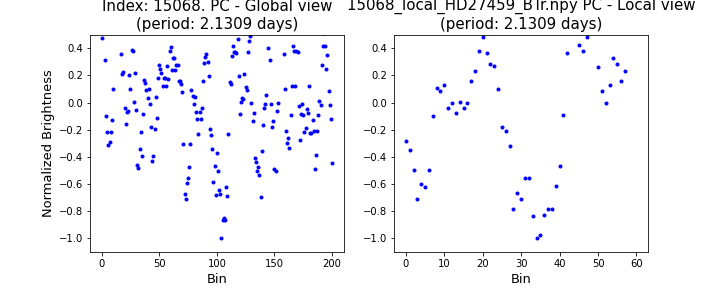 Index: 15068. PC - Global view
(period: 2.1309 days)
15068_local_HD27459_BTr.npy PC - Local view
(period: 2.1309 days)
Normalized Brightness
0.4
0.2
0.0
−0.2
−0.4
−0.6
−0.8
−1.0
0 50 100 150 200
Bin
0.4
0.2
0.0
−0.2
−0.4
−0.6
−0.8
−1.0
0 10 20 30 40 50 60
Bin